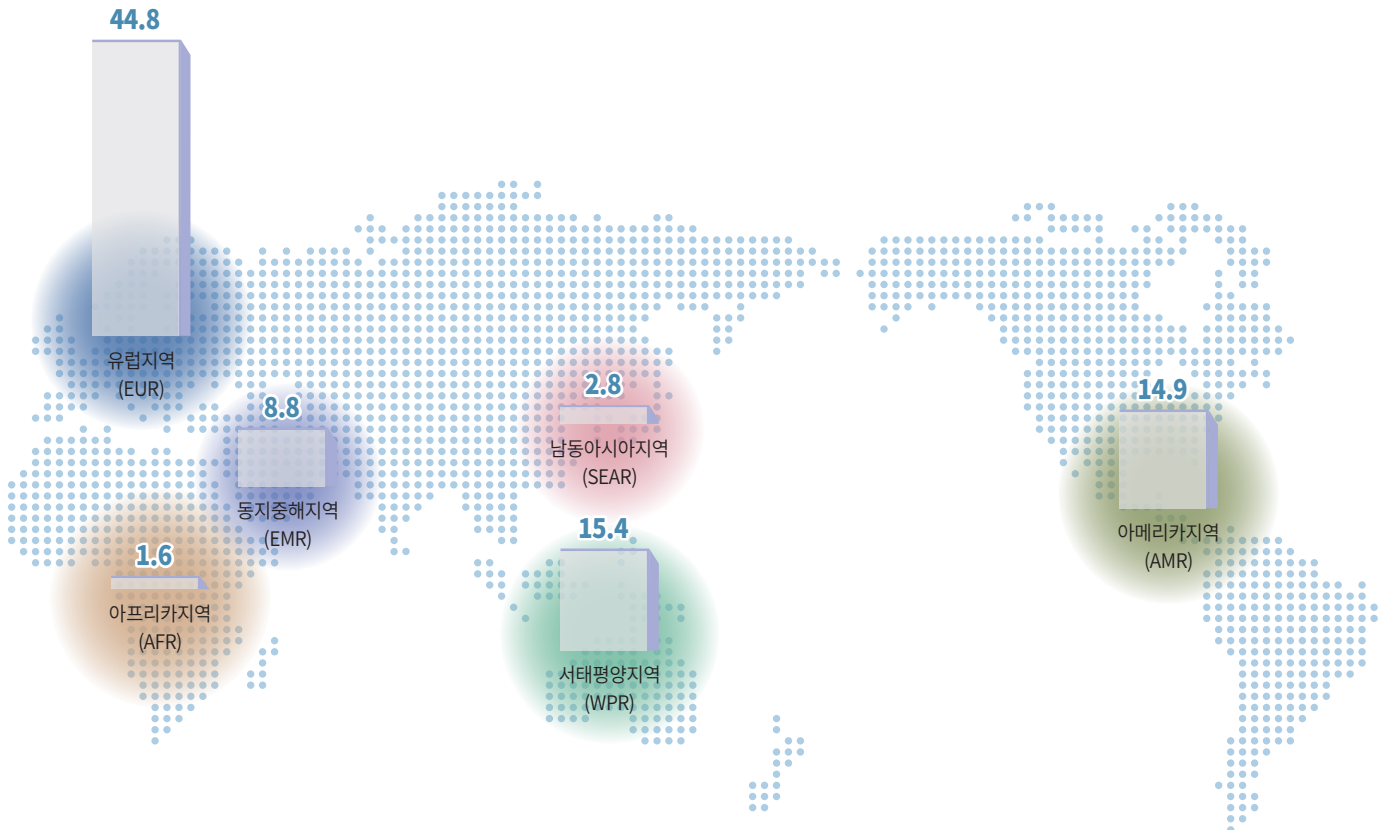 44.8
유럽지역
(EUR)
8.8
동지중해지역
(EMR)
1.6
아프리카지역
(AFR)
2.8
남동아시아지역
(SEAR)
15.4
서태평양지역
(WPR)
14.9
아메리카지역
(AMR)